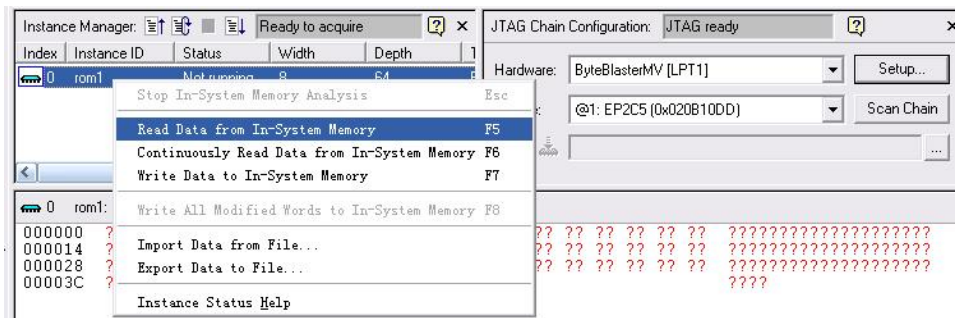 Instance Manager: Ready to acquire
Index Instance ID Status Width Depth
0 rom1 Not running 8 64
Stop In-System Memory Analysis Esc
Read Data from In-System Memory F5
Continuously Read Data from In-System Memory F6
Write Data to In-System Memory F7
Write All Modified Words to In-System Memory F8
Import Data from File...
Export Data to File...
Instance Status Help
JTAG Chain Configuration: JTAG ready
Hardware: ByteBlasterMV [LPT1] Setup...
@1: EP2C5 (0x020B10DD) Scan Chain
...
0 rom1:
000000 ? ?? ?? ?? ?? ?? ?? ????????????????????
000014 ? ?? ?? ?? ?? ?? ?? ????????????????????
000028 ? ?? ?? ?? ?? ?? ?? ????????????????????
00003C ? ????